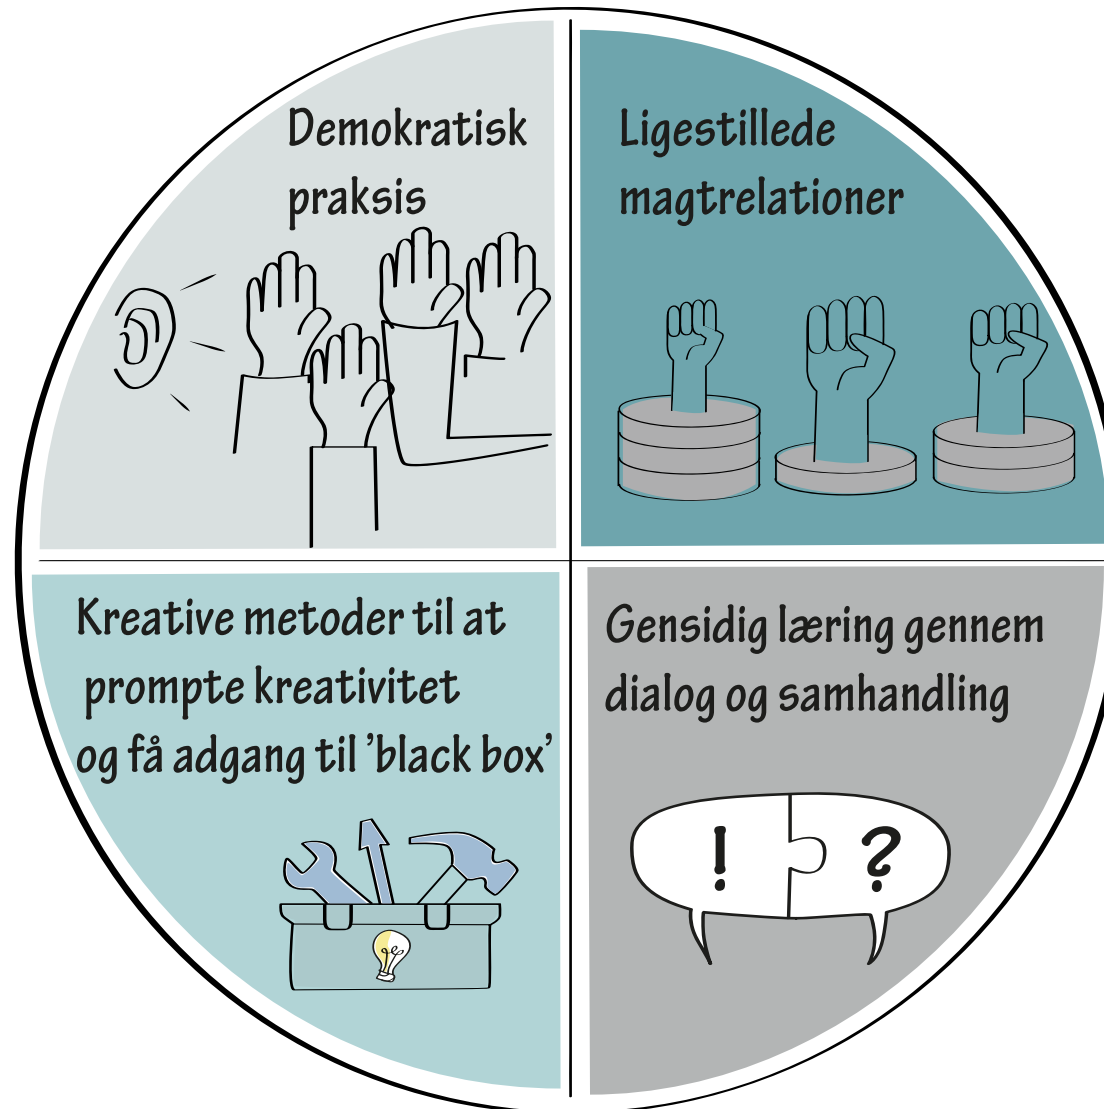 Demokratisk
praksis
Ligestillede
magtrelationer
Kreative metoder til at
prompte kreativitet
og få adgang til 'black box'
Gensidig læring gennem
dialog og samhandling
! ?